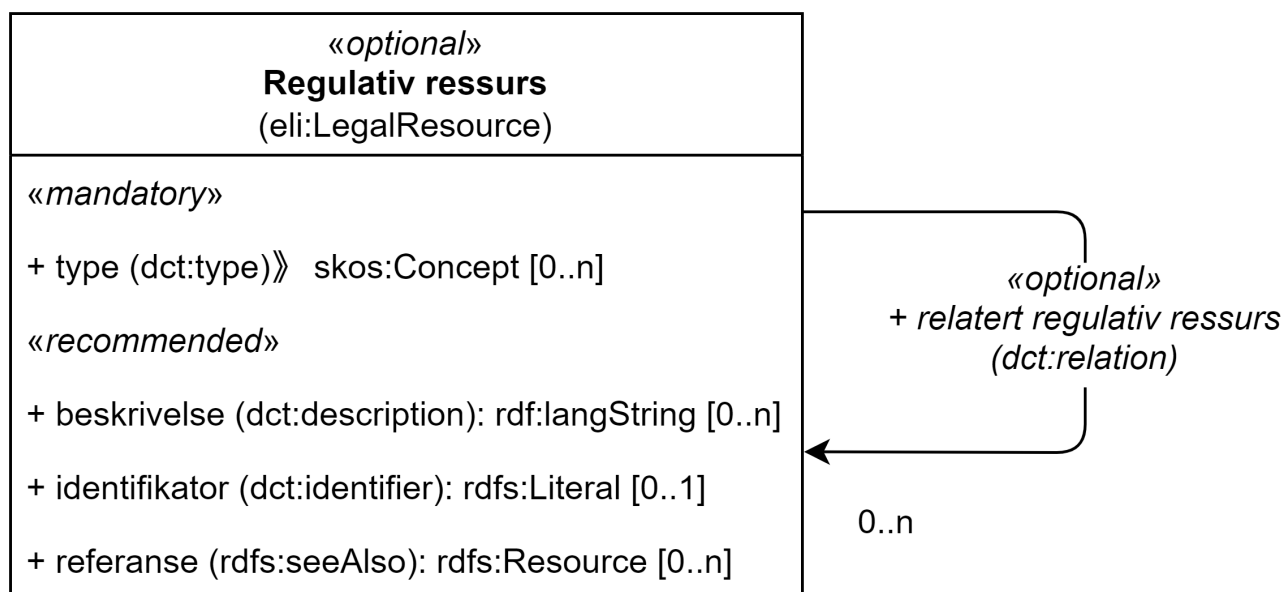 «optional»
Regulativ ressurs
(eli:LegalResource)
«mandatory»
+ type (dct:type)》 skos:Concept [0..n]
«recommended»
+ beskrivelse (dct:description): rdf:langString [0..n]
+ identifikator (dct:identifier): rdfs:Literal [0..1]
+ referanse (rdfs:seeAlso): rdfs:Resource [0..n]
«optional»
+ relatert regulativ ressurs
(dct:relation)
0..n